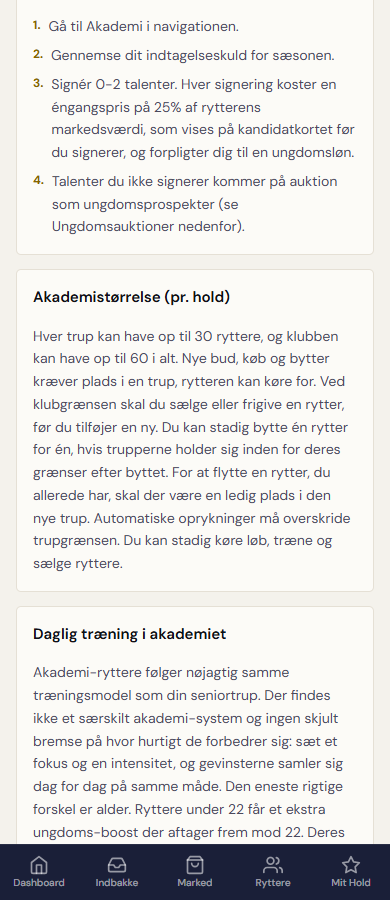 1. Gå til Akademi i navigationen.
2. Gennemse dit indtagelseskuld for sæsonen.
3. Signér 0–2 talenter. Hver signering koster en
éngangspris på 25% af rytterens
markedsværdi, som vises på kandidatkortet før
du signerer, og forpligter dig til en ungdomsløn.
4. Talenter du ikke signerer kommer på auktion
som ungdomsprospekter (se
Ungdomsauktioner nedenfor).
Akademistørrelse (pr. hold)
Hver trup kan have op til 30 ryttere, og klubben
kan have op til 60 i alt. Nye bud, køb og bytter
kræver plads i en trup, rytteren kan køre for. Ved
klubgrænsen skal du sælge eller frigive en rytter,
før du tilføjer en ny. Du kan stadig bytte én rytter
for én, hvis trupperne holder sig inden for deres
grænser efter byttet. For at flytte en rytter, du
allerede har, skal der være en ledig plads i den
nye trup. Automatiske oprykninger må overskride
trupgrænsen. Du kan stadig køre løb, træne og
sælge ryttere.
Daglig træning i akademiet
Akademi-ryttere følger nøjagtig samme
træningsmodel som din seniortrup. Der findes
ikke et særskilt akademi-system og ingen skjult
bremse på hvor hurtigt de forbedrer sig: sæt et
fokus og en intensitet, og gevinsterne samler sig
dag for dag på samme måde. Den eneste rigtige
forskel er alder. Ryttere under 22 får et ekstra
ungdoms-boost der aftager frem mod 22. Deres
Dashboard
Indbakke
Marked
Ryttere
Mit Hold